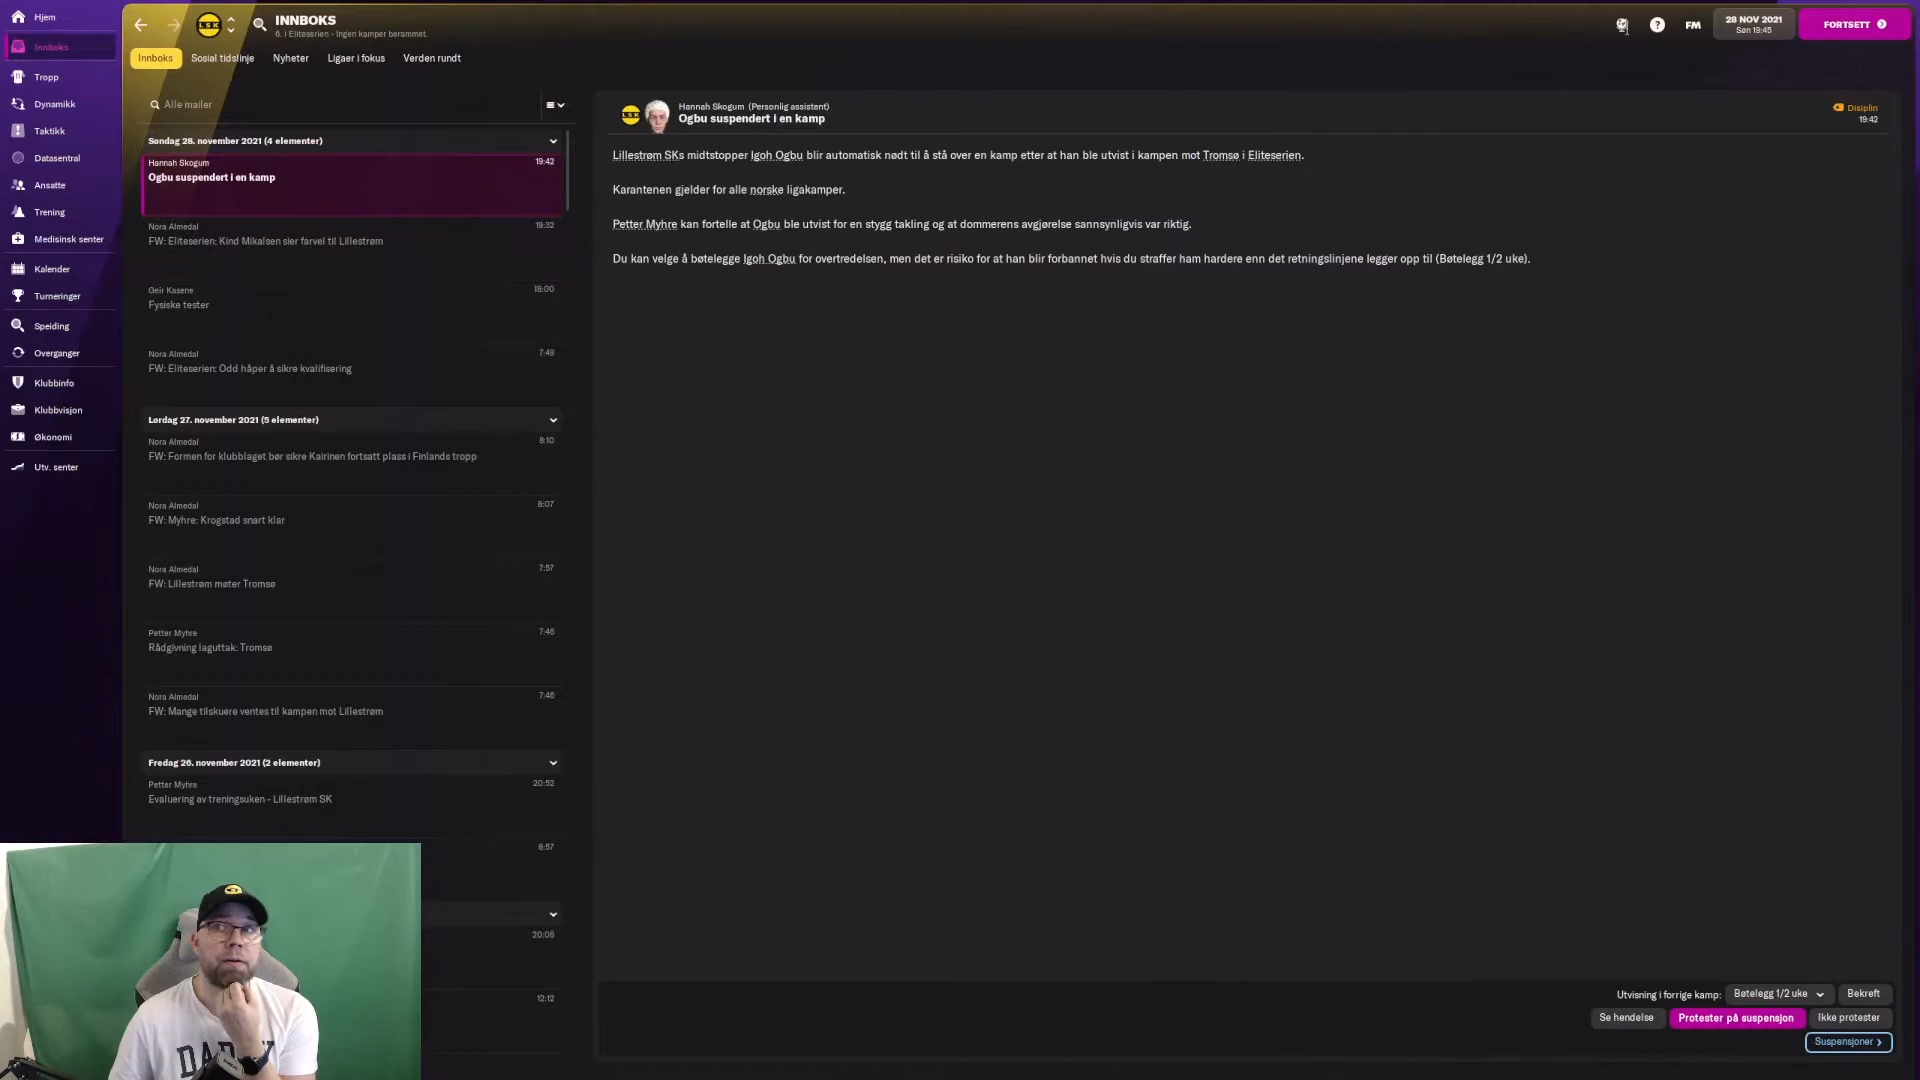 Hjem
Innboks
Tropp
Dynamikk
Taktikk
Datasentral
Ansatte
Trening
Medisinsk senter
Kalender
Turneringer
Speiding
Overganger
Klubbinfo
Klubbvisjon
Økonomi
Utv. senter
LSK
INNBOKS
6. i Eliteserien - Ingen kamper berammet.
?
FM
28 NOV 2021
Søn 19:45
FORTSETT
Innboks
Sosial tidslinje
Nyheter
Ligaer i fokus
Verden rundt
Alle mailer
Søndag 28. november 2021 (4 elementer)
Hannah Skogum
19:42
Ogbu suspendert i en kamp
Nora Almedal
19:32
FW: Eliteserien: Kind Mikalsen sier farvel til Lillestrøm
Geir Kasene
18:00
Fysiske tester
Nora Almedal
7:49
FW: Eliteserien: Odd håper å sikre kvalifisering
Lørdag 27. november 2021 (5 elementer)
Nora Almedal
8:10
FW: Formen for klubblaget bør sikre Kairinen fortsatt plass i Finlands tropp
Nora Almedal
8:07
FW: Myhre: Krogstad snart klar
Nora Almedal
7:57
FW: Lillestrøm møter Tromsø
Petter Myhre
7:46
Rådgivning laguttak: Tromsø
Nora Almedal
7:46
FW: Mange tilskuere ventes til kampen mot Lillestrøm
Fredag 26. november 2021 (2 elementer)
Petter Myhre
20:52
Evaluering av treningsuken - Lillestrøm SK
8:57
20:08
12:12
LSK
Hannah Skogum (Personlig assistent)
Ogbu suspendert i en kamp
Disiplin
19:42
Lillestrøm SKs midtstopper Igoh Ogbu blir automatisk nødt til å stå over en kamp etter at han ble utvist i kampen mot Tromsø i Eliteserien.
Karantenen gjelder for alle norske ligakamper.
Petter Myhre kan fortelle at Ogbu ble utvist for en stygg takling og at dommerens avgjørelse sannsynligvis var riktig.
Du kan velge å bøtelegge Igoh Ogbu for overtredelsen, men det er risiko for at han blir forbannet hvis du straffer ham hardere enn det retningslinjene legger opp til (Bøtelegg 1/2 uke).
Utvisning i forrige kamp:
Bøtelegg 1/2 uke
Bekreft
Se hendelse
Protester på suspensjon
Ikke protester
Suspensjoner >